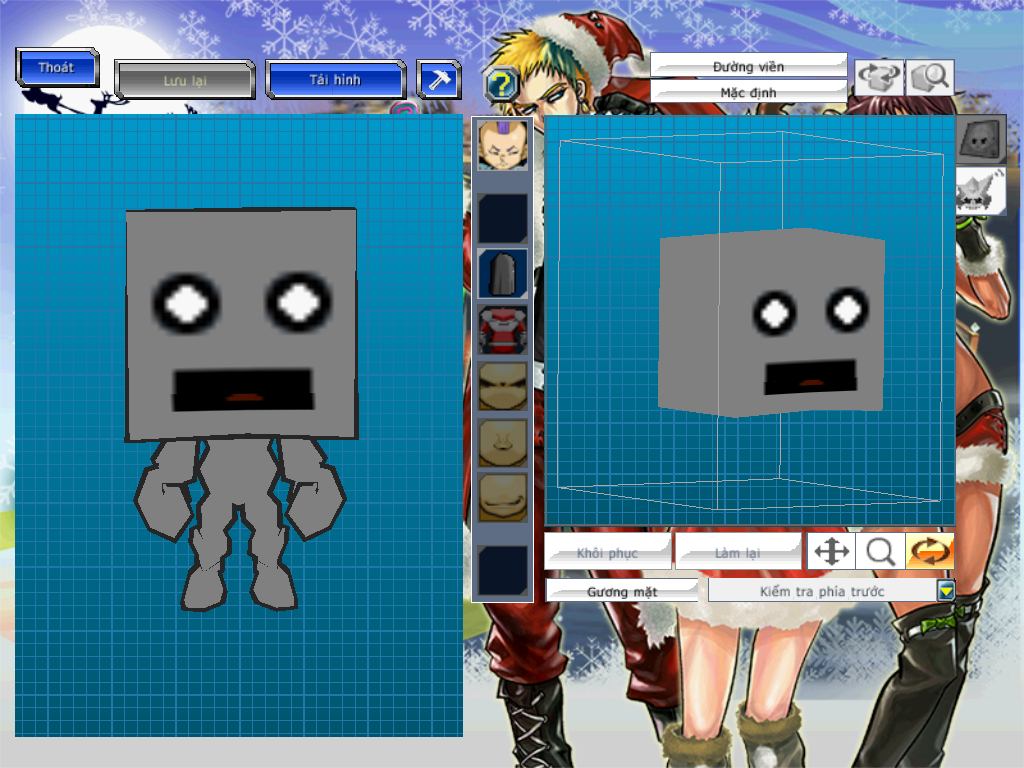 Thoát
Lưu lại
Tải hình
Đường viền
Mặc định
Khôi phục
Làm lại
Gương mặt
Kiểm tra phía trước